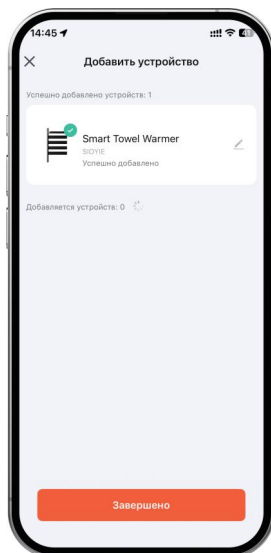 14:45
Добавить устройство
Успешно добавлено устройств: 1
Smart Towel Warmer
SIOYIE
Успешно добавлено
Добавляется устройств: 0
Завершено